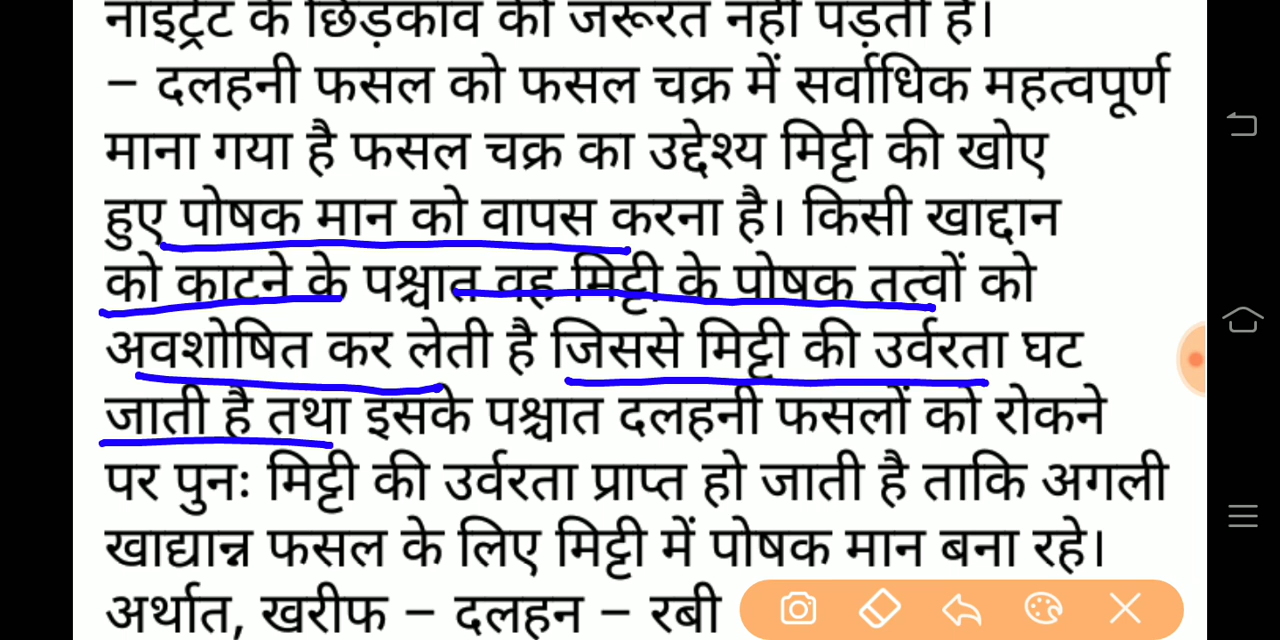 नाइट्रेट के छिड़काव की जरूरत नहीं पड़ती है।
– दलहनी फसल को फसल चक्र में सर्वाधिक महत्वपूर्ण
माना गया है फसल चक्र का उद्देश्य मिट्टी की खोए
हुए पोषक मान को वापस करना है। किसी खाद्दान
को काटने के पश्चात वह मिट्टी के पोषक तत्वों को
अवशोषित कर लेती है जिससे मिट्टी की उर्वरता घट
जाती है तथा इसके पश्चात दलहनी फसलों को रोकने
पर पुनः मिट्टी की उर्वरता प्राप्त हो जाती है ताकि अगली
खाद्यान्न फसल के लिए मिट्टी में पोषक मान बना रहे।
अर्थात, खरीफ – दलहन – रबी